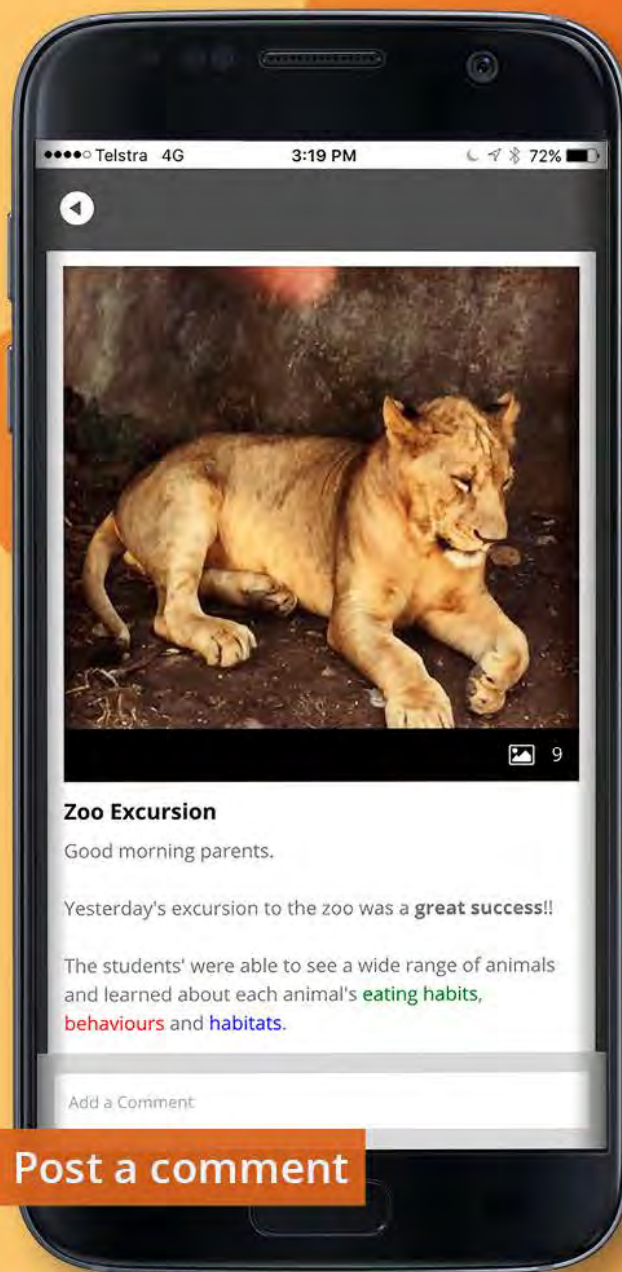 Telstra 4G 3:19 PM 72%
9
Zoo Excursion
Good morning parents.
Yesterday's excursion to the zoo was a great success!!
The students' were able to see a wide range of animals
and learned about each animal's eating habits,
behaviours and habitats.
Add a Comment
Post a comment